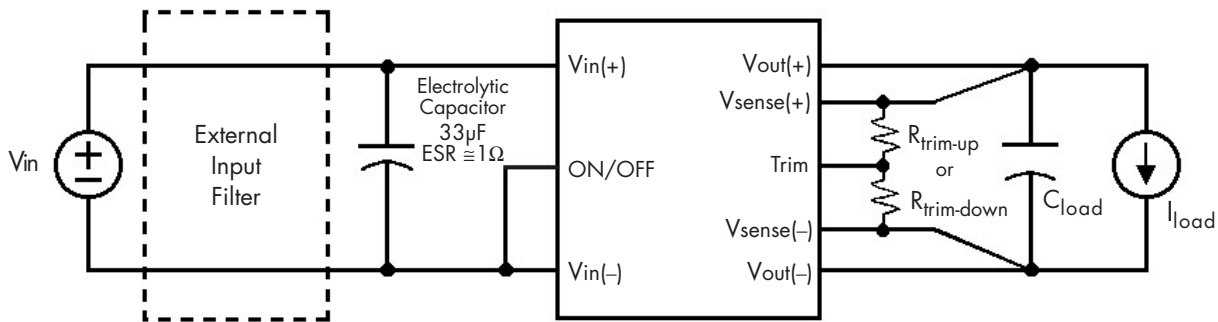 Vin
External
Input
Filter
Electrolytic
Capacitor
33µF
ESR ≅1Ω
Vin(+)
ON/OFF
Vin(–)
Vout(+)
Vsense(+)
Trim
Vsense(–)
Vout(–)
Rtrim-up
or
Rtrim-down
Cload
Iload